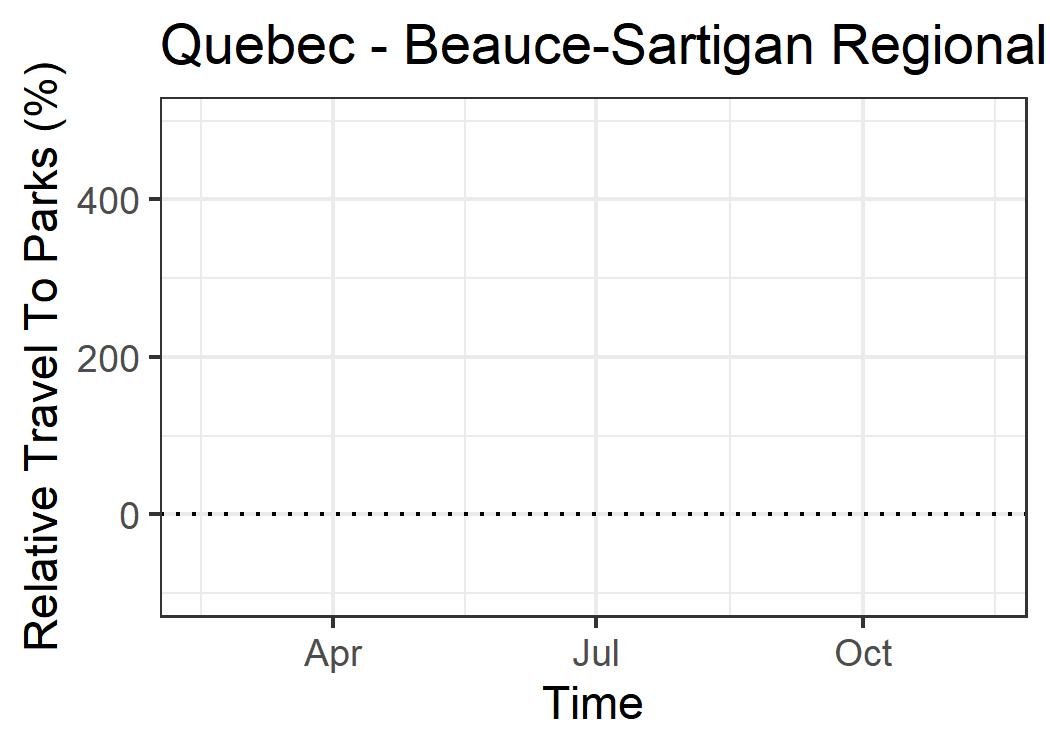 Quebec - Beauce-Sartigan Regional
Relative Travel To Parks (%)
400
200
0
Apr Jul Oct
Time